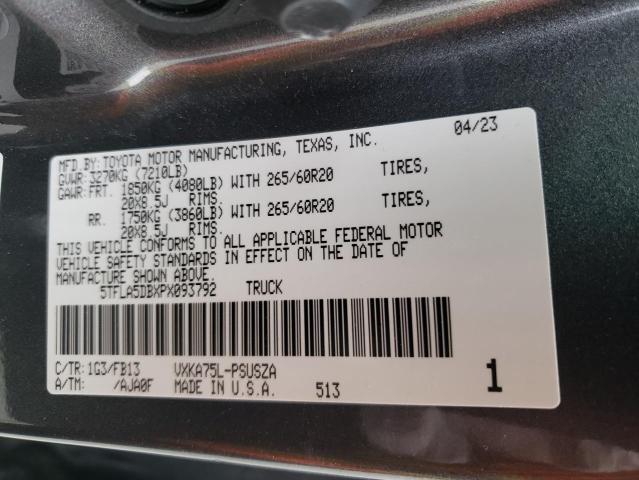 MFD BY: TOYOTA MOTOR MANUFACTURING, TEXAS, INC. 04/23
GVWR: 3270KG (7210LB)
GAWR: FRT. 1850KG (4080LB) WITH 265/60R20 TIRES,
20X8.5J RIMS.
RR. 1750KG (3860LB) WITH 265/60R20 TIRES,
20X8.5J RIMS.
THIS VEHICLE CONFORMS TO ALL APPLICABLE FEDERAL MOTOR
VEHICLE SAFETY STANDARDS IN EFFECT ON THE DATE OF
MANUFACTURE SHOWN ABOVE.
5TFLA5DBXPX093792 TRUCK
C/TR: 1G3/FB13 VXKA75L-PSUSZA
A/TM: /AJA0F MADE IN U.S.A. 513 1